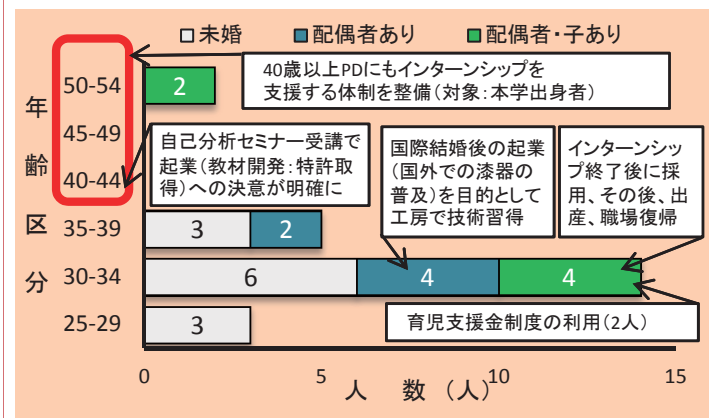 未婚
配偶者あり
配偶者・子あり
40歳以上PDにもインターンシップを
支援する体制を整備(対象:本学出身者)
年齢区分
50-54
2
45-49
自己分析セミナー受講で
起業(教材開発:特許取
得)への決意が明確に
国際結婚後の起業
(国外での漆器の
普及)を目的として
工房で技術習得
インターンシッ
プ終了後に採
用、その後、出
産、職場復帰
40-44
35-39
3
2
30-34
6
4
4
25-29
3
育児支援金制度の利用(2人)
0
5
10
15
人 数 (人)